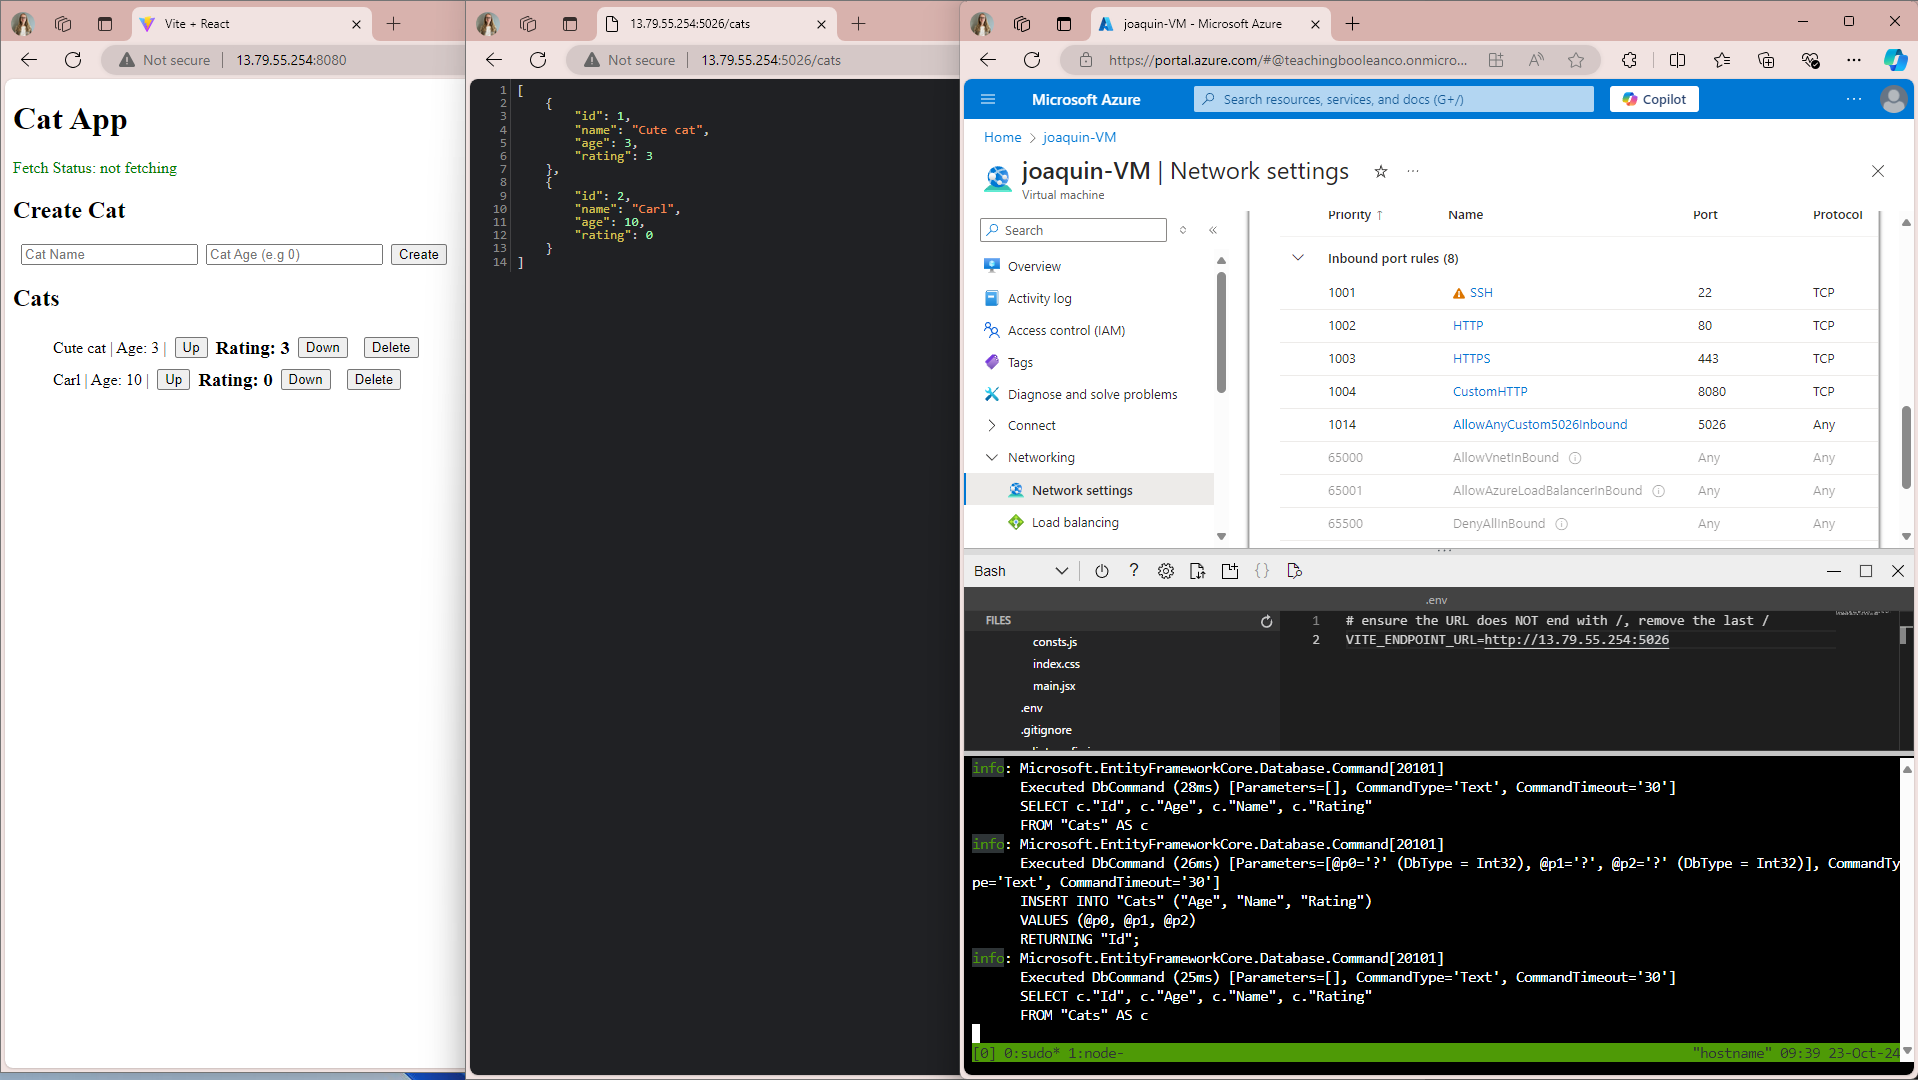 Vite + React
Not secure
13.79.55.254:8080
Cat App
Fetch Status: not fetching
Create Cat
Cat Name
Cat Age (e.g 0)
Create
Cats
Cute cat | Age: 3 |
Up
Rating: 3
Down
Delete
Carl | Age: 10 |
Up
Rating: 0
Down
Delete
13.79.55.254:5026/cats
Not secure
13.79.55.254:5026/cats
1 [
2 {
3 "id": 1,
4 "name": "Cute cat",
5 "age": 3,
6 "rating": 3
7 },
8 {
9 "id": 2,
10 "name": "Carl",
11 "age": 10,
12 "rating": 0
13 }
14 ]
joaquin-VM - Microsoft Azure
https://portal.azure.com/#@teachingbooleanco.onmicro...
Microsoft Azure
Search resources, services, and docs (G+/)
Copilot
Home > joaquin-VM
joaquin-VM | Network settings
Virtual machine
Search
Overview
Activity log
Access control (IAM)
Tags
Diagnose and solve problems
Connect
Networking
Network settings
Load balancing
Priority ↑ Name Port Protocol
Inbound port rules (8)
1001 SSH 22 TCP
1002 HTTP 80 TCP
1003 HTTPS 443 TCP
1004 CustomHTTP 8080 TCP
1014 AllowAnyCustom5026Inbound 5026 Any
65000 AllowVnetInBound Any Any
65001 AllowAzureLoadBalancerInBound Any Any
65500 DenyAllInBound Any Any
Bash
.env
FILES
consts.js
index.css
main.jsx
.env
.gitignore
1 # ensure the URL does NOT end with /, remove the last /
2 VITE_ENDPOINT_URL=http://13.79.55.254:5026
info: Microsoft.EntityFrameworkCore.Database.Command[20101]
Executed DbCommand (28ms) [Parameters=[], CommandType='Text', CommandTimeout='30']
SELECT c."Id", c."Age", c."Name", c."Rating"
FROM "Cats" AS c
info: Microsoft.EntityFrameworkCore.Database.Command[20101]
Executed DbCommand (26ms) [Parameters=[@p0='?' (DbType = Int32), @p1='?', @p2='?' (DbType = Int32)], CommandTy
pe='Text', CommandTimeout='30']
INSERT INTO "Cats" ("Age", "Name", "Rating")
VALUES (@p0, @p1, @p2)
RETURNING "Id";
info: Microsoft.EntityFrameworkCore.Database.Command[20101]
Executed DbCommand (25ms) [Parameters=[], CommandType='Text', CommandTimeout='30']
SELECT c."Id", c."Age", c."Name", c."Rating"
FROM "Cats" AS c
[0] 0:sudo* 1:node- "hostname" 09:39 23-Oct-24